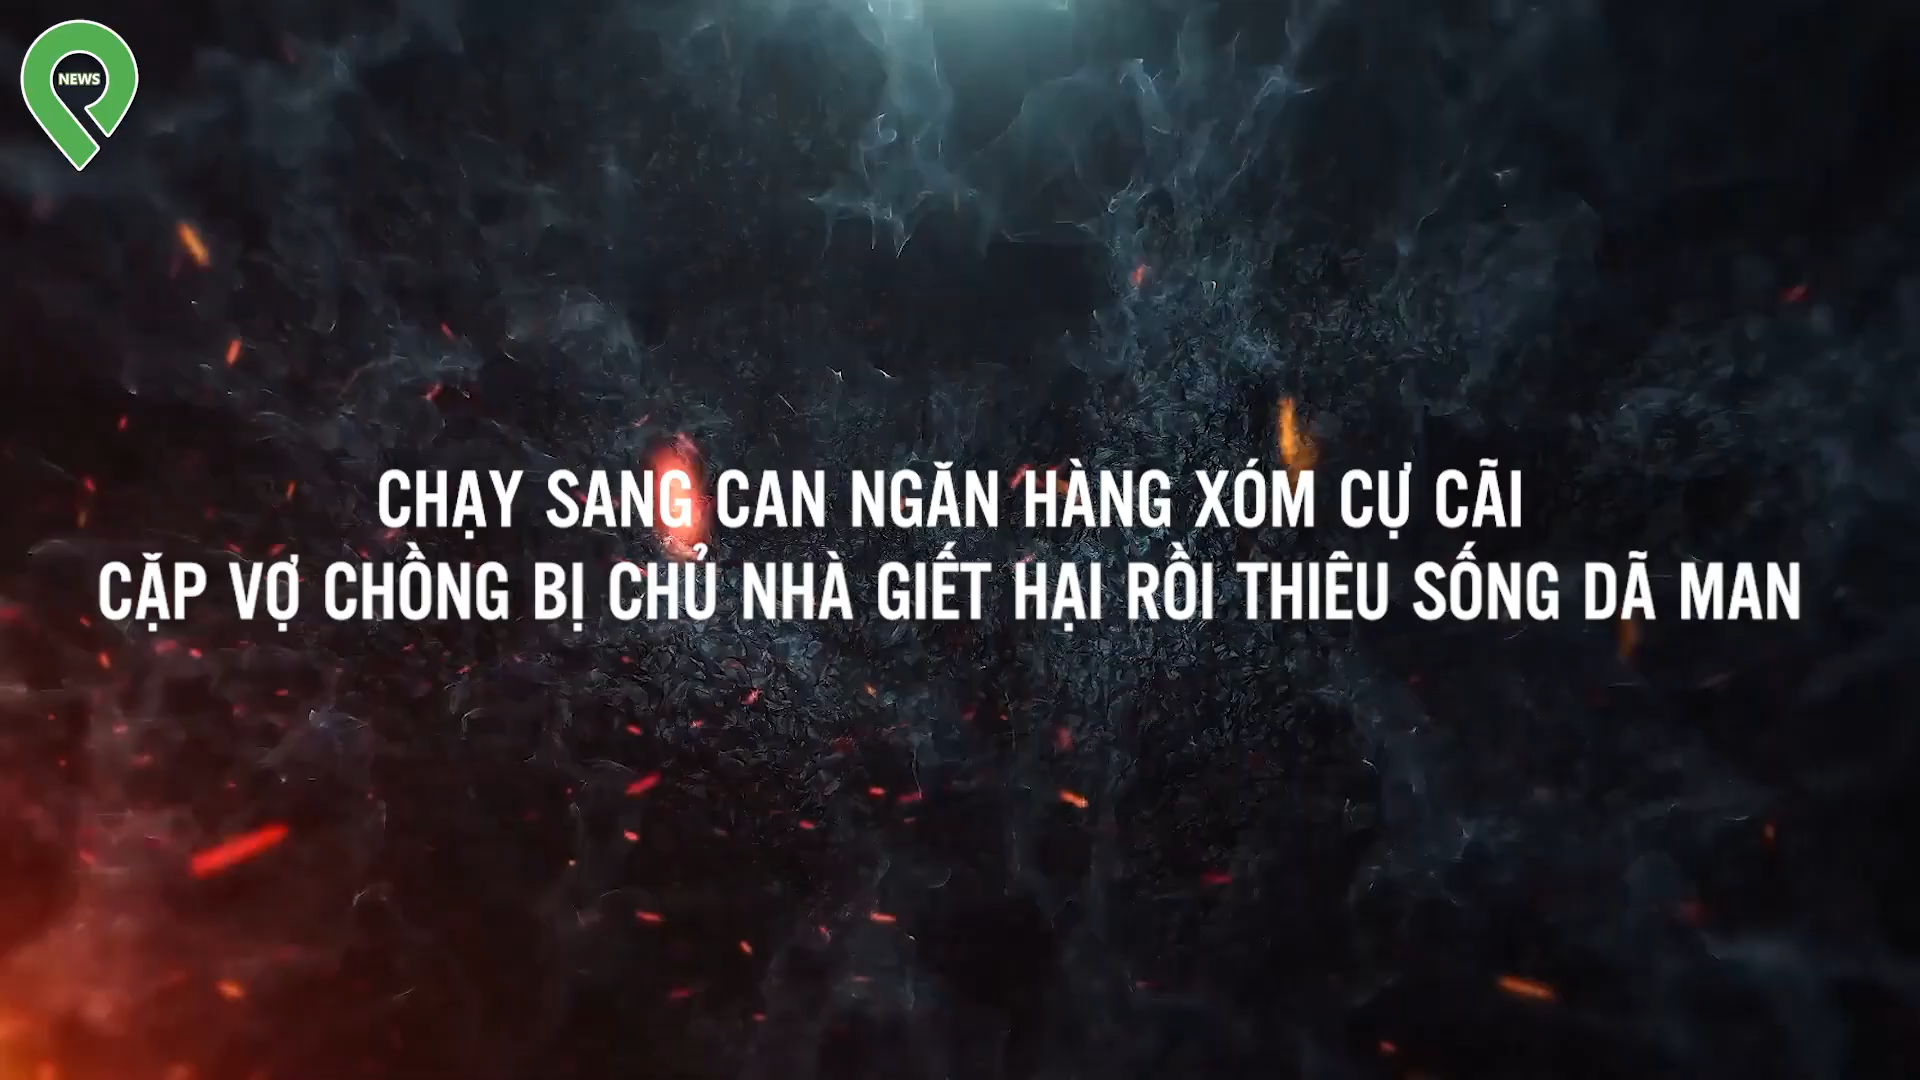 NEWS
CHẠY SANG CAN NGĂN HÀNG XÓM CỰ CÃI
CẶP VỢ CHỒNG BỊ CHỦ NHÀ GIẾT HẠI RỒI THIÊU SỐNG DÃ MAN